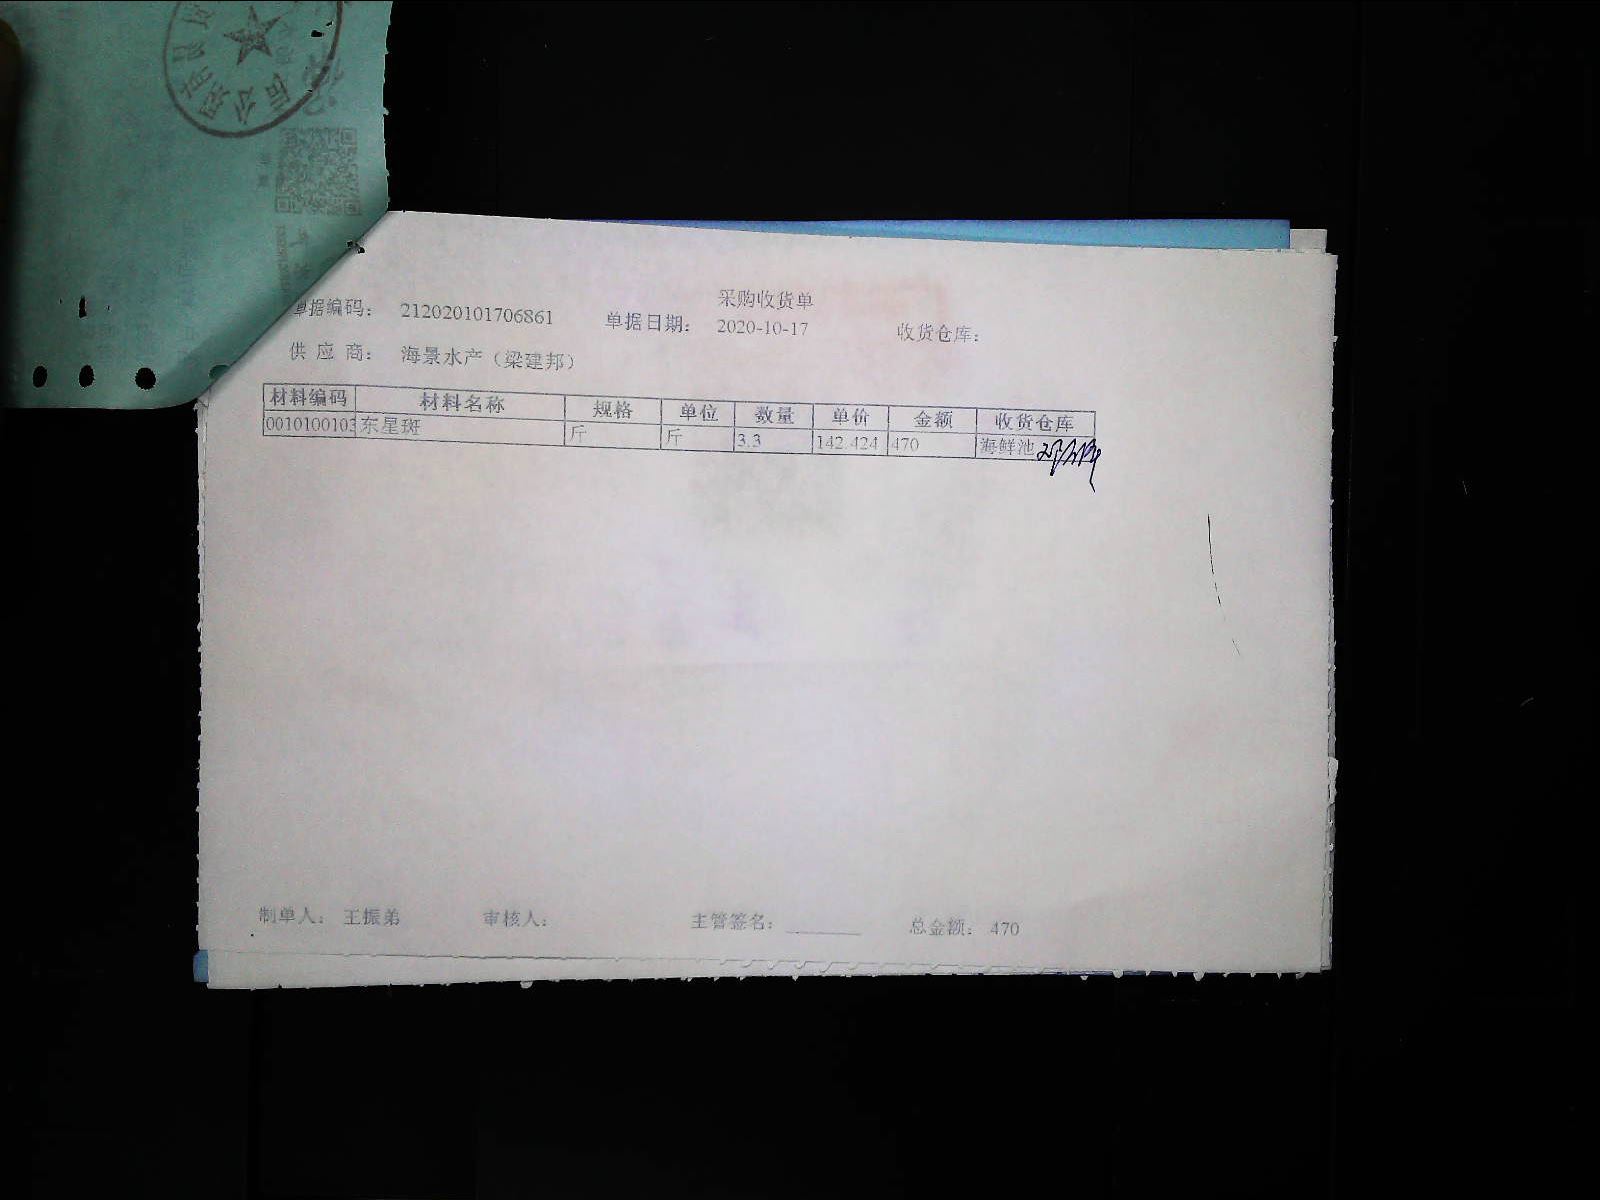 采购收货单
单据编码： 212020101706861 单据日期： 2020-10-17 收货仓库：
供 应 商： 海景水产（梁建邦）
材料编码 材料名称 规格 单位 数量 单价 金额 收货仓库
0010100103 东星斑 斤 斤 3.3 142.424 470 海鲜池
制单人： 王振弟 审核人： 主管签名： 总金额： 470